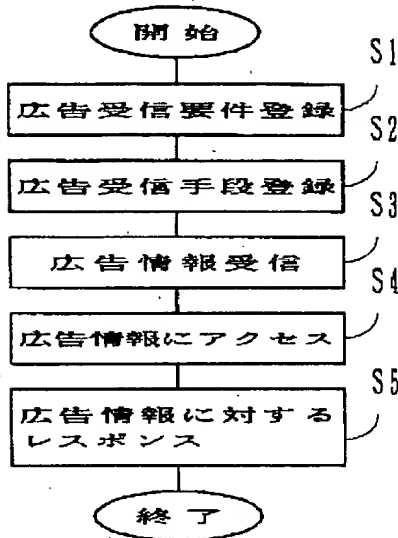 開始
S1
広告受信要件登録
S2
広告受信手段登録
S3
広告情報受信
S4
広告情報にアクセス
S5
広告情報に対する
レスポンス
終了